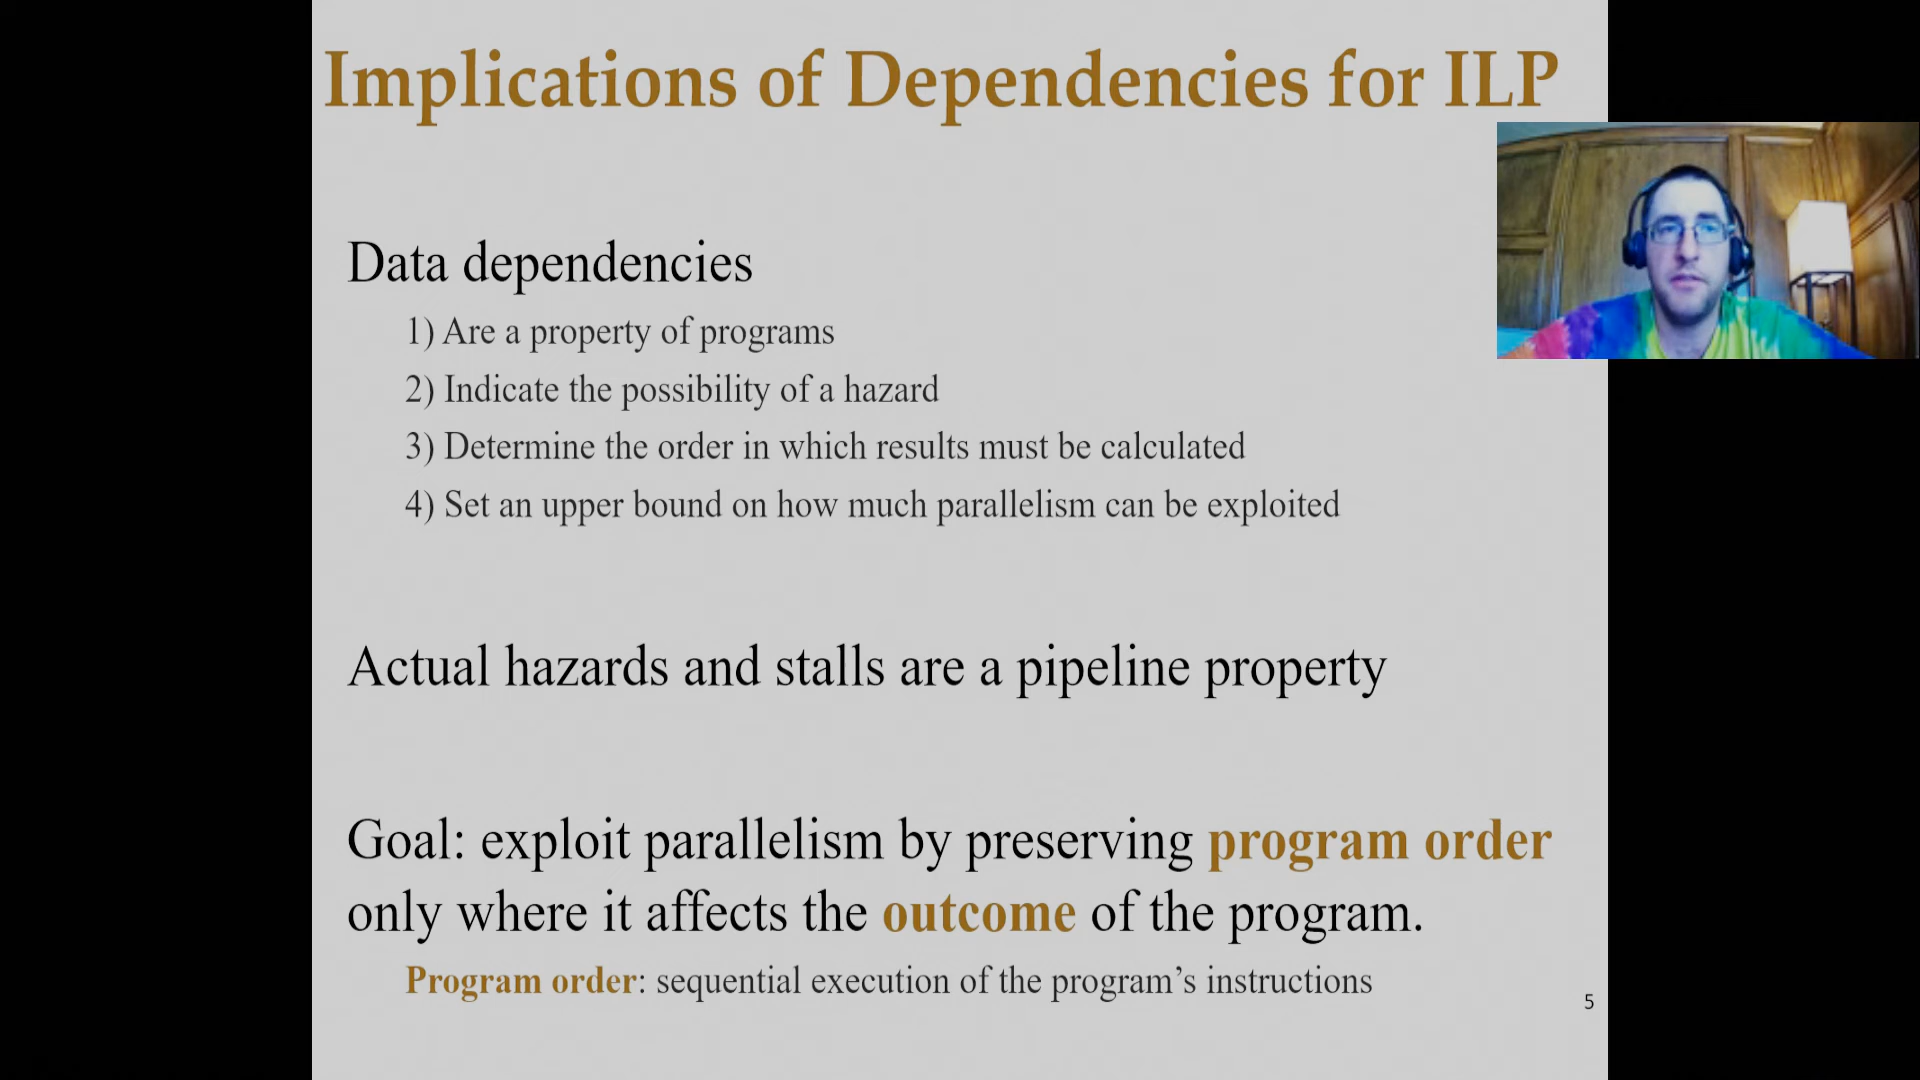 Implications of Dependencies for ILP
Data dependencies
1) Are a property of programs
2) Indicate the possibility of a hazard
3) Determine the order in which results must be calculated
4) Set an upper bound on how much parallelism can be exploited
Actual hazards and stalls are a pipeline property
Goal: exploit parallelism by preserving program order
only where it affects the outcome of the program.
Program order: sequential execution of the program’s instructions
5